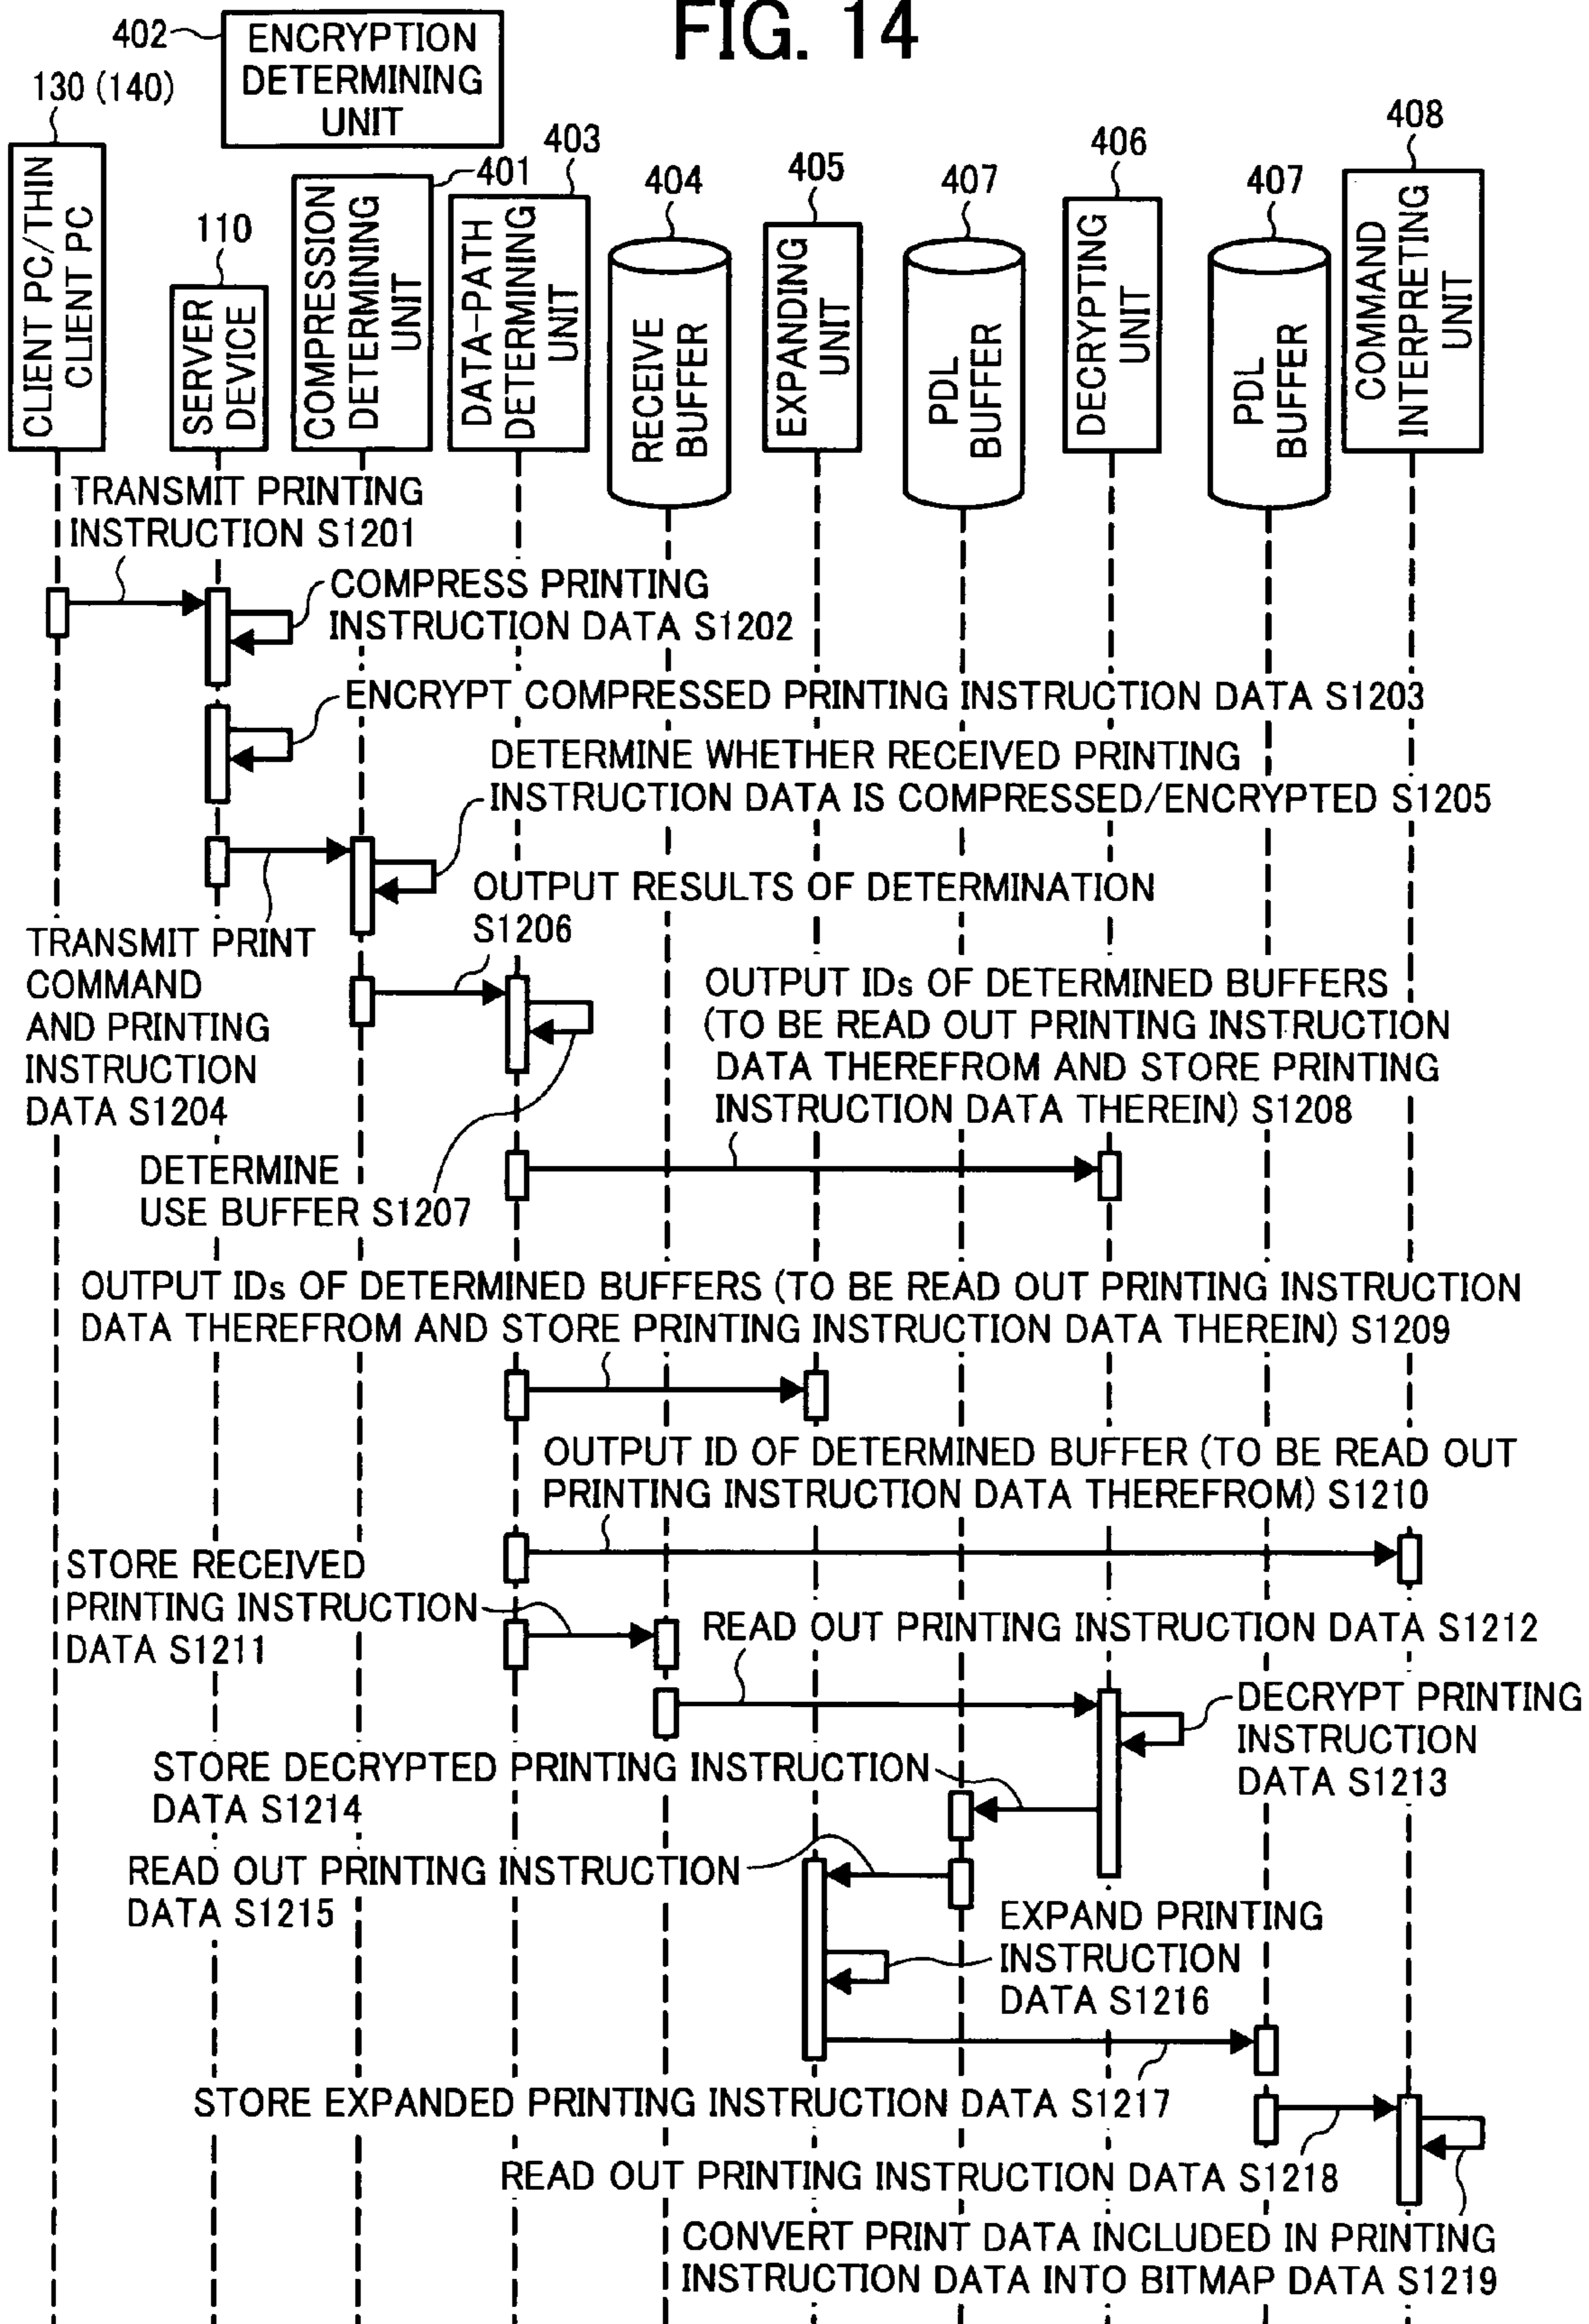 FIG. 14
402
ENCRYPTION
DETERMINING
UNIT
130 (140)
CLIENT PC/THIN
CLIENT PC
110
SERVER
DEVICE
401
COMPRESSION
DETERMINING
UNIT
403
DATA-PATH
DETERMINING
UNIT
404
RECEIVE
BUFFER
405
EXPANDING
UNIT
407
PDL
BUFFER
406
DECRYPTING
UNIT
407
PDL
BUFFER
408
COMMAND
INTERPRETING
UNIT
TRANSMIT PRINTING
INSTRUCTION S1201
COMPRESS PRINTING
INSTRUCTION DATA S1202
ENCRYPT COMPRESSED PRINTING INSTRUCTION DATA S1203
DETERMINE WHETHER RECEIVED PRINTING
INSTRUCTION DATA IS COMPRESSED/ENCRYPTED S1205
TRANSMIT PRINT
COMMAND
AND PRINTING
INSTRUCTION
DATA S1204
OUTPUT RESULTS OF DETERMINATION
S1206
DETERMINE
USE BUFFER S1207
OUTPUT IDs OF DETERMINED BUFFERS
(TO BE READ OUT PRINTING INSTRUCTION
DATA THEREFROM AND STORE PRINTING
INSTRUCTION DATA THEREIN) S1208
OUTPUT IDs OF DETERMINED BUFFERS (TO BE READ OUT PRINTING INSTRUCTION
DATA THEREFROM AND STORE PRINTING INSTRUCTION DATA THEREIN) S1209
OUTPUT ID OF DETERMINED BUFFER (TO BE READ OUT
PRINTING INSTRUCTION DATA THEREFROM) S1210
STORE RECEIVED
PRINTING INSTRUCTION
DATA S1211
READ OUT PRINTING INSTRUCTION DATA S1212
DECRYPT PRINTING
INSTRUCTION
DATA S1213
STORE DECRYPTED PRINTING INSTRUCTION
DATA S1214
READ OUT PRINTING INSTRUCTION
DATA S1215
EXPAND PRINTING
INSTRUCTION
DATA S1216
STORE EXPANDED PRINTING INSTRUCTION DATA S1217
READ OUT PRINTING INSTRUCTION DATA S1218
CONVERT PRINT DATA INCLUDED IN PRINTING
INSTRUCTION DATA INTO BITMAP DATA S1219